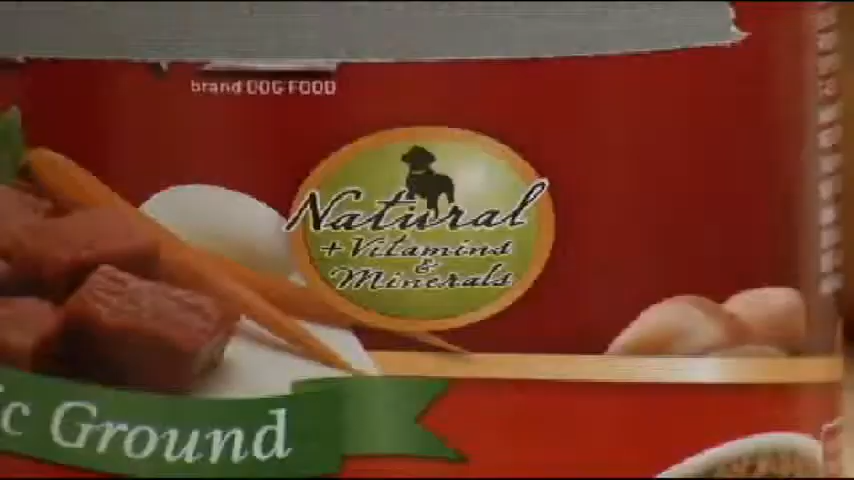 brand DOG FOOD
Natural
+ Vitamins
&
Minerals
c Ground